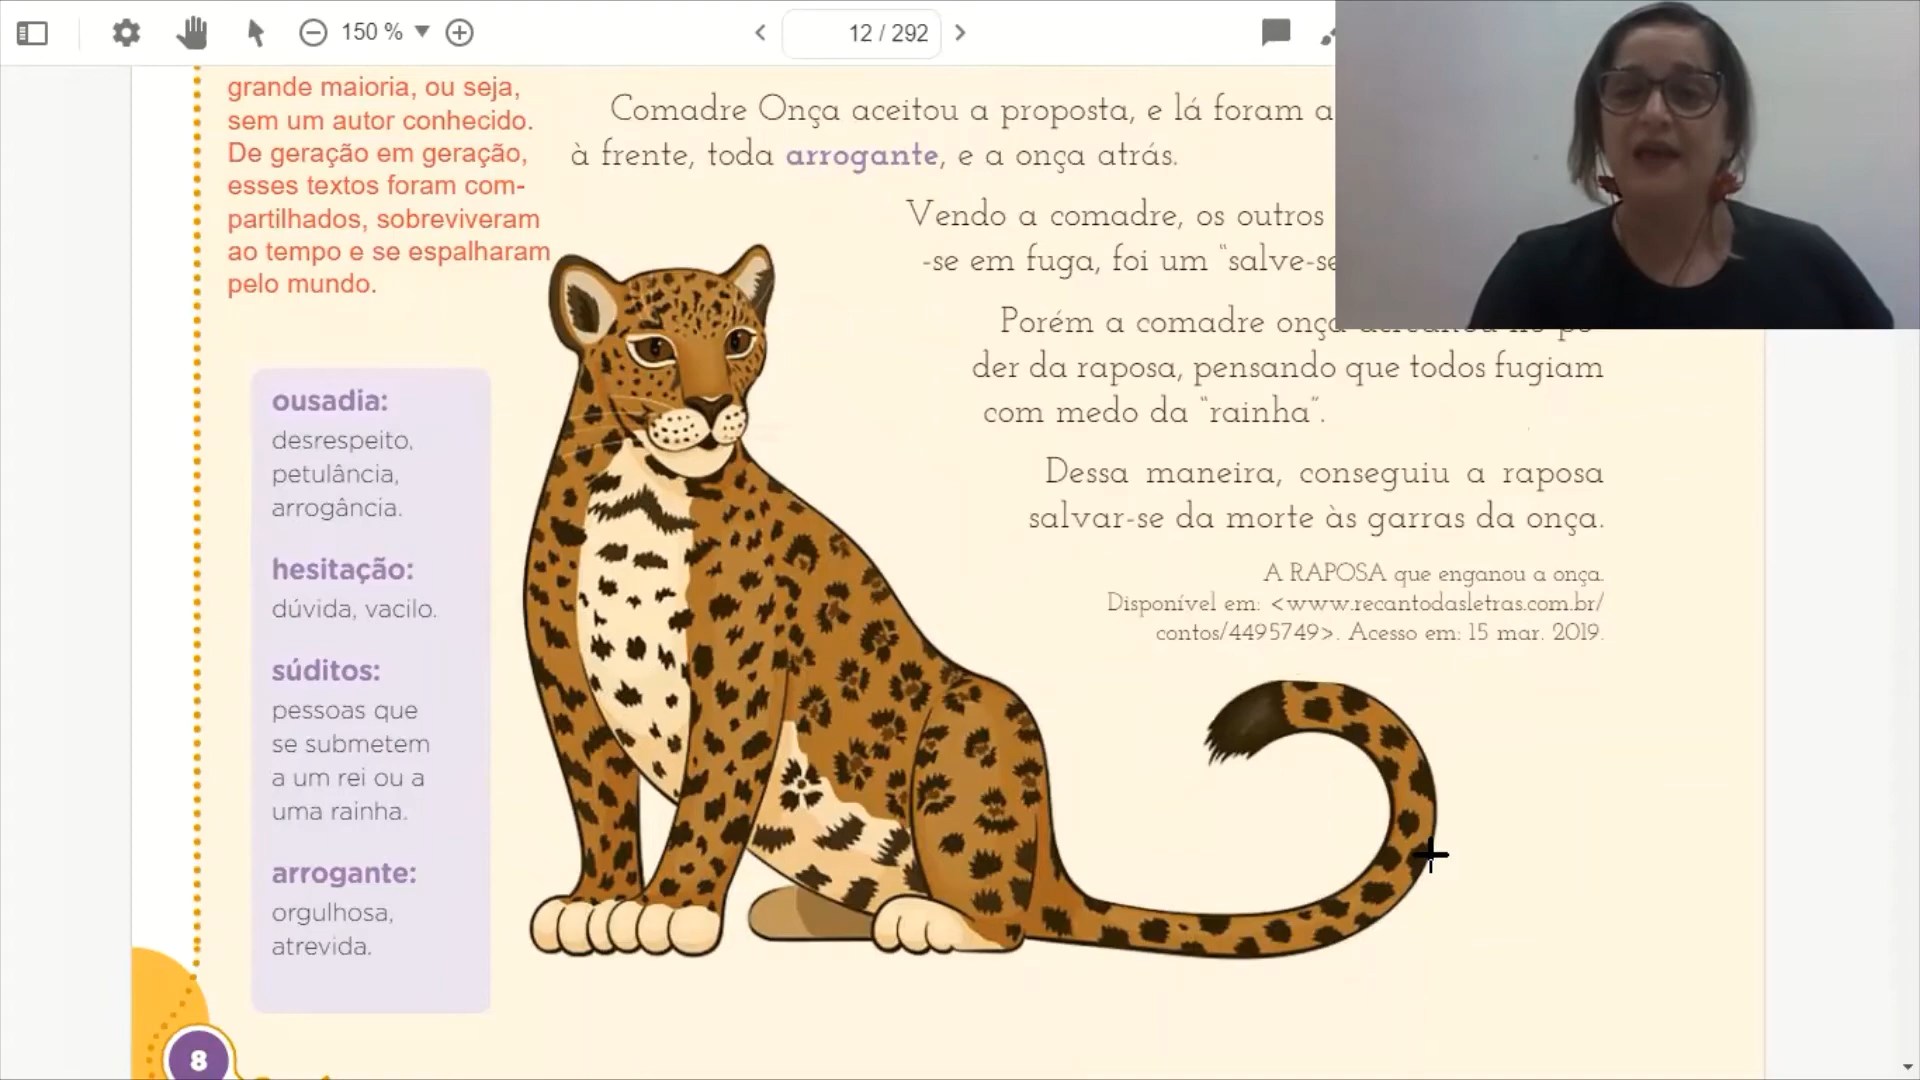 150 %
12 / 292
grande maioria, ou seja,
sem um autor conhecido.
De geração em geração,
esses textos foram com-
partilhados, sobreviveram
ao tempo e se espalharam
pelo mundo.
Comadre Onça aceitou a proposta, e lá foram a
à frente, toda arrogante, e a onça atrás.
Vendo a comadre, os outros
-se em fuga, foi um “salve-se
Porém a comadre onça
der da raposa, pensando que todos fugiam
com medo da “rainha”.
Dessa maneira, conseguiu a raposa
salvar-se da morte às garras da onça.
A RAPOSA que enganou a onça.
Disponível em: <www.recantodasletras.com.br/
contos/4495749>. Acesso em: 15 mar. 2019.
ousadia:
desrespeito,
petulância,
arrogância.
hesitação:
dúvida, vacilo.
súditos:
pessoas que
se submetem
a um rei ou a
uma rainha.
arrogante:
orgulhosa,
atrevida.
8